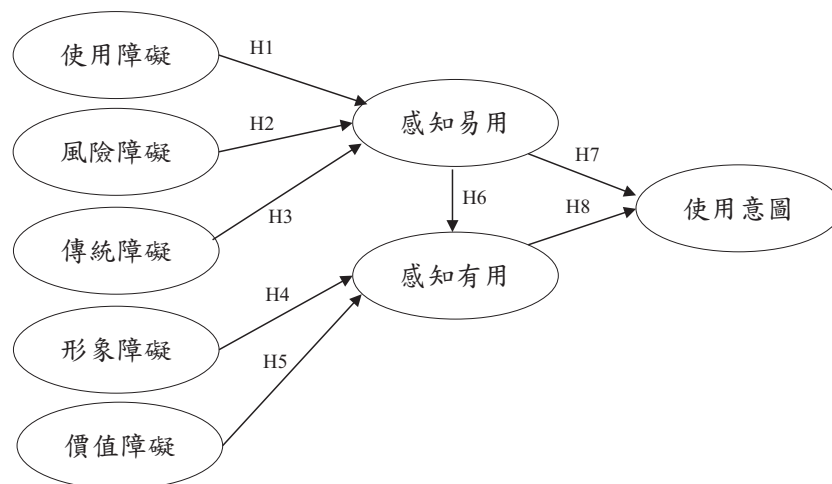 使用障礙
H1
感知易用
風險障礙
H2
H7
使用意圖
H3
H6
H8
傳統障礙
感知有用
H4
形象障礙
H5
價值障礙